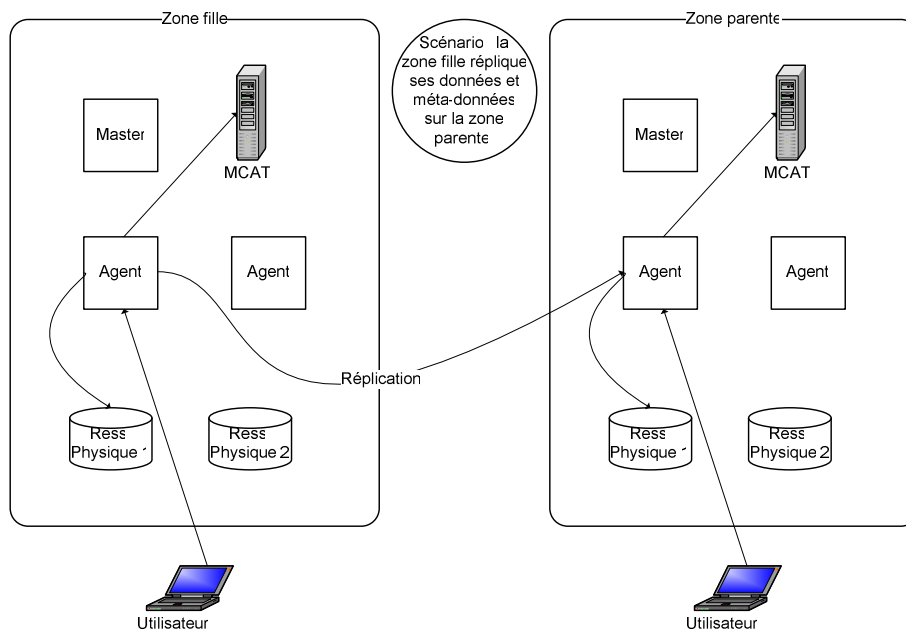 Zone fille
Zone parente
Scénario la
zone fille réplique
ses données et
méta-données
sur la zone
parente
Master
MCAT
Master
MCAT
Agent
Agent
Agent
Agent
Réplication
Ress
Physique 1
Ress
Physique 2
Ress
Physique 1
Ress
Physique 2
Utilisateur
Utilisateur